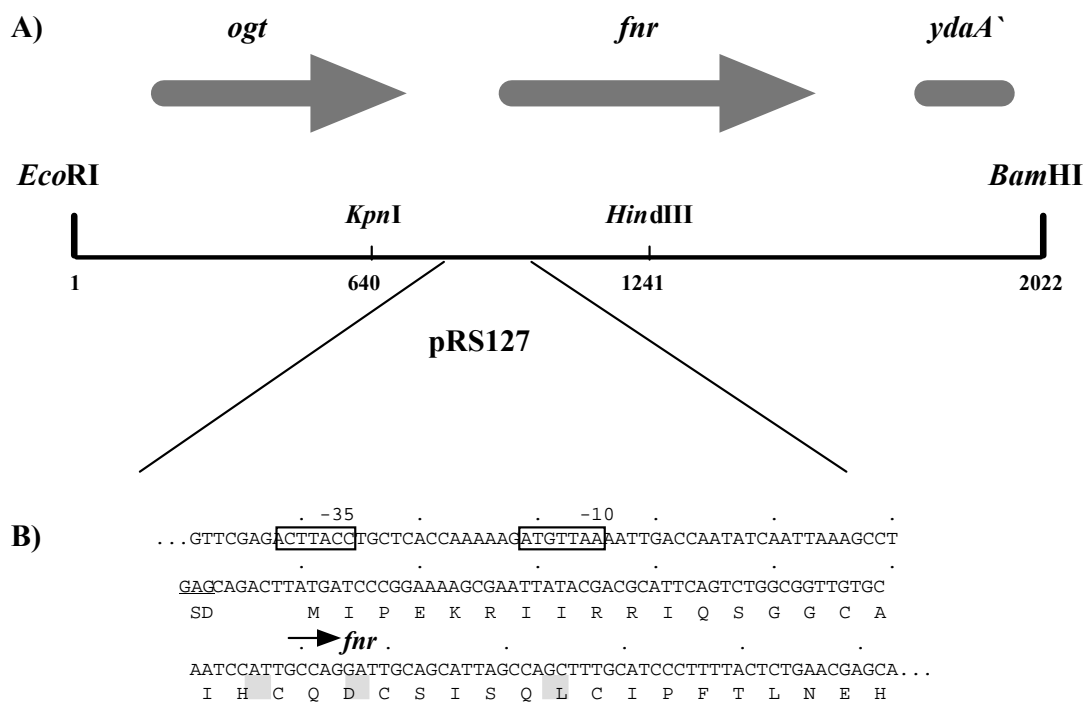 A) ogt fnr ydaA`
EcoRI BamHI
KpnI HindIII
1 640 1241 2022
pRS127
-35 -10
. . . . . .
B) ...GTTCGAGACTTACCTGCTCACCAAAAAGATGTTAAAATTGACCAATATCAATTAAAGCCT
. . . . . .
GAGCAGACTTATGATCCCGGAAAAGCGAATTATACGACGCATTCAGTCTGGCGGTTGTGC
SD M I P E K R I I R R I Q S G G C A
fnr
. . . . . .
AATCCATTGCCAGGATTGCAGCATTAGCCAGCTTTGCATCCCTTTTACTCTGAACGAGCA...
I H C Q D C S I S Q L C I P F T L N E H